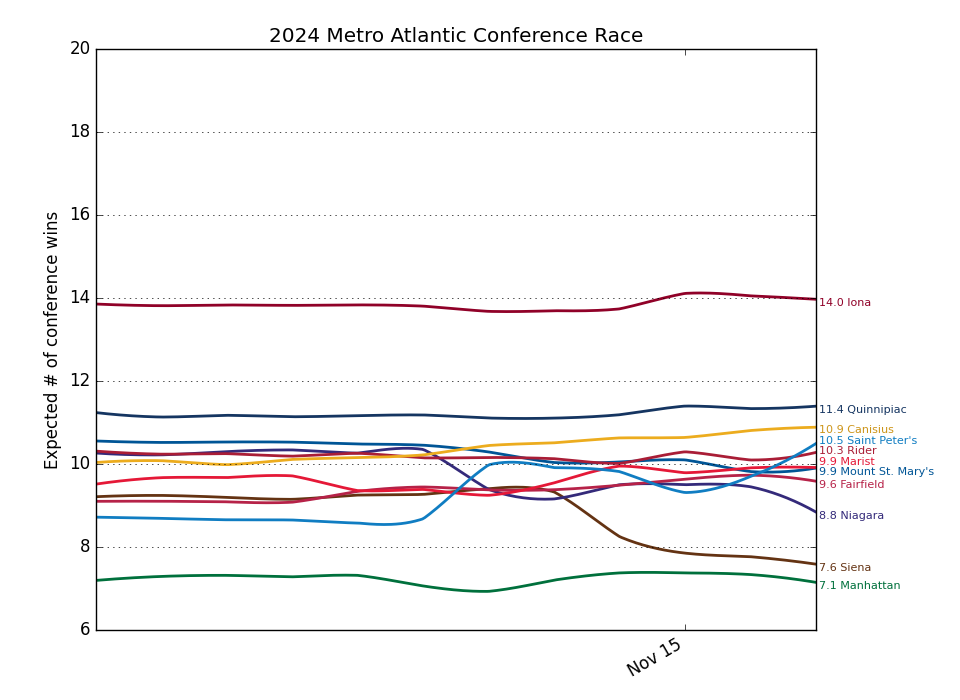 2024 Metro Atlantic Conference Race
Expected # of conference wins
20
18
16
14
12
10
8
6
14.0 Iona
11.4 Quinnipiac
10.9 Canisius
10.5 Saint Peter's
10.3 Rider
9.9 Marist
9.9 Mount St. Mary's
9.6 Fairfield
8.8 Niagara
7.6 Siena
7.1 Manhattan
Nov 15